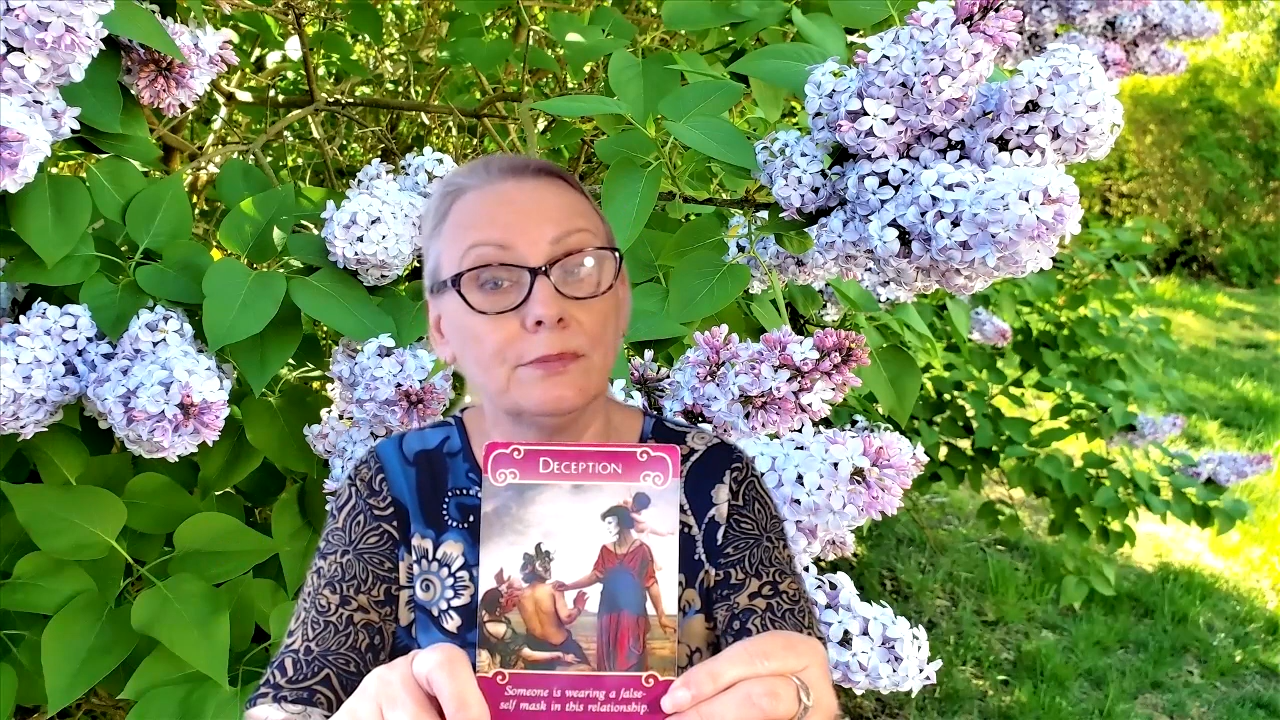 DECEPTION
Someone is wearing a false-
self mask in this relationship.